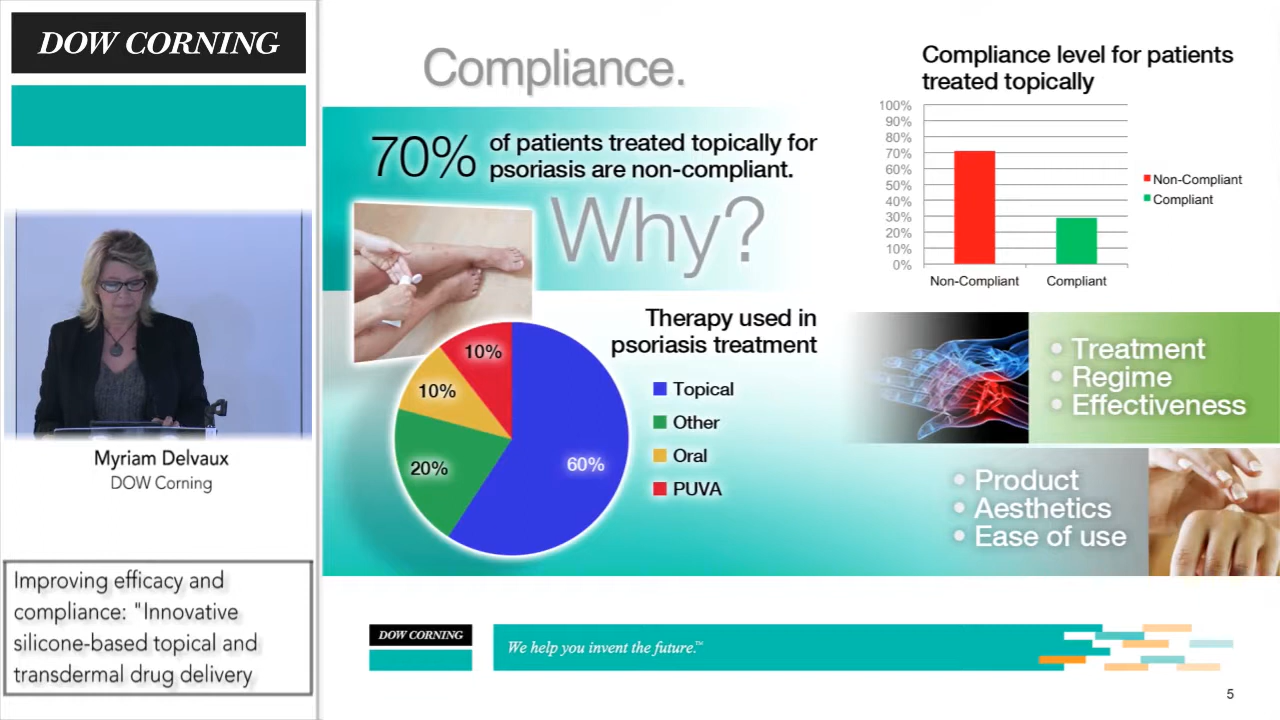 DOW CORNING
Myriam Delvaux
DOW Corning
Improving efficacy and
compliance: "Innovative
silicone-based topical and
transdermal drug delivery
Compliance.
70%
of patients treated topically for
psoriasis are non-compliant.
Why?
Therapy used in
psoriasis treatment
10%
10%
20%
60%
Topical
Other
Oral
PUVA
Compliance level for patients
treated topically
100%
90%
80%
70%
60%
50%
40%
30%
20%
10%
0%
Non-Compliant
Compliant
Non-Compliant
Compliant
• Treatment
• Regime
• Effectiveness
• Product
• Aesthetics
• Ease of use
DOW CORNING
We help you invent the future.™
5